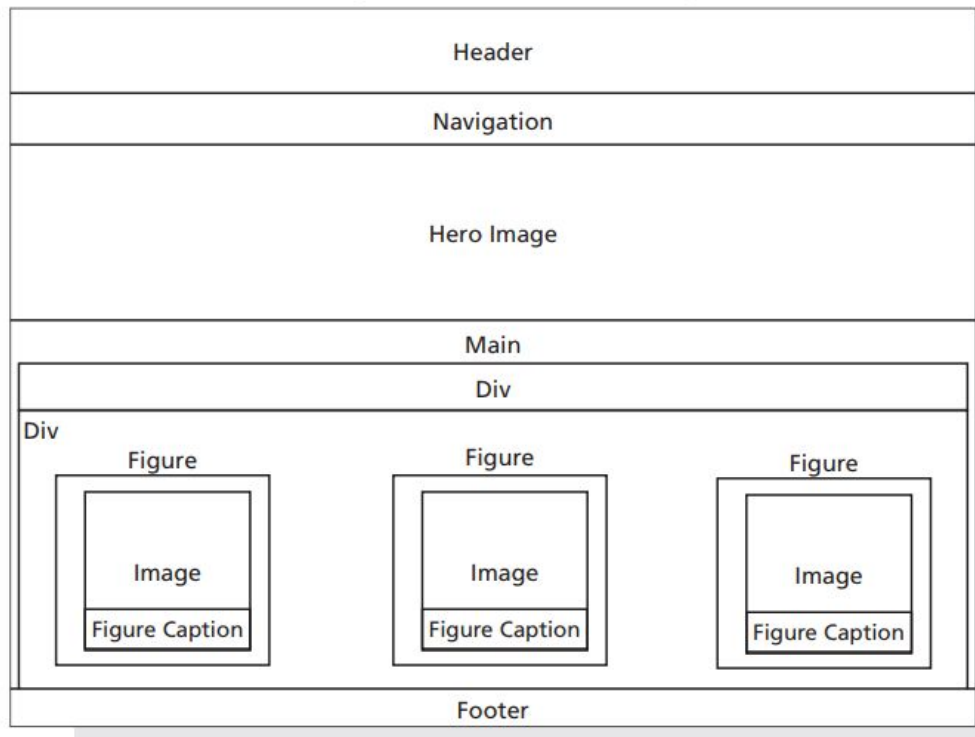 Header
Navigation
Hero Image
Main
Div
Div
Figure
Figure
Figure
Image
Image
Image
Figure Caption
Figure Caption
Figure Caption
Footer